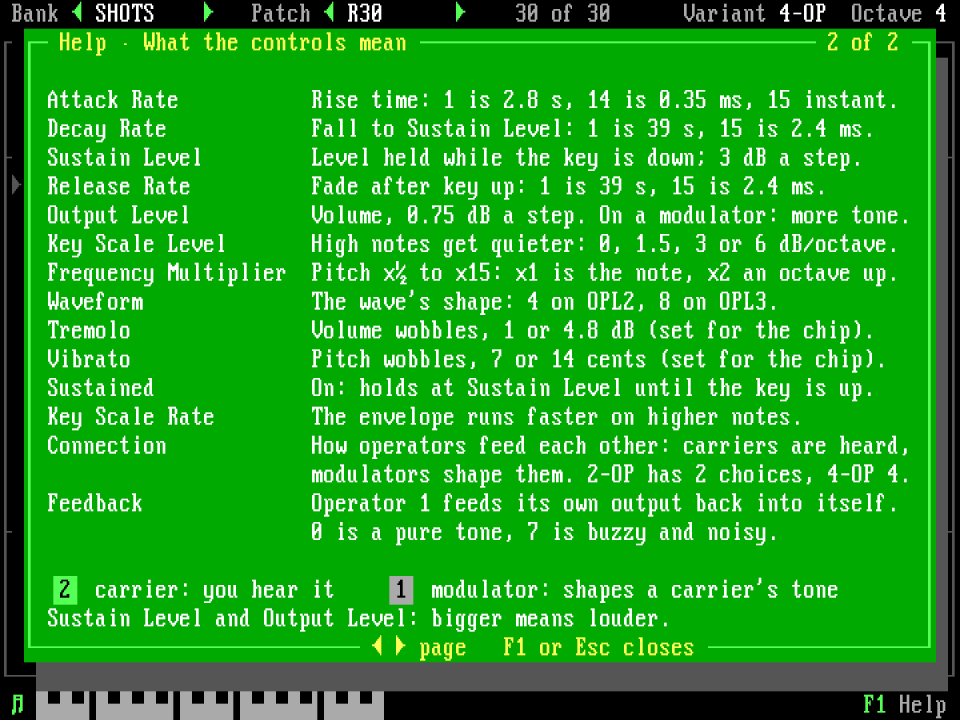 Bank SHOTS Patch R30 30 of 30 Variant 4-OP Octave 4
Help · What the controls mean 2 of 2
Attack Rate Rise time: 1 is 2.8 s, 14 is 0.35 ms, 15 instant.
Decay Rate Fall to Sustain Level: 1 is 39 s, 15 is 2.4 ms.
Sustain Level Level held while the key is down; 3 dB a step.
Release Rate Fade after key up: 1 is 39 s, 15 is 2.4 ms.
Output Level Volume, 0.75 dB a step. On a modulator: more tone.
Key Scale Level High notes get quieter: 0, 1.5, 3 or 6 dB/octave.
Frequency Multiplier Pitch x½ to x15: x1 is the note, x2 an octave up.
Waveform The wave's shape: 4 on OPL2, 8 on OPL3.
Tremolo Volume wobbles, 1 or 4.8 dB (set for the chip).
Vibrato Pitch wobbles, 7 or 14 cents (set for the chip).
Sustained On: holds at Sustain Level until the key is up.
Key Scale Rate The envelope runs faster on higher notes.
Connection How operators feed each other: carriers are heard,
modulators shape them. 2-OP has 2 choices, 4-OP 4.
Feedback Operator 1 feeds its own output back into itself.
0 is a pure tone, 7 is buzzy and noisy.
2 carrier: you hear it 1 modulator: shapes a carrier's tone
Sustain Level and Output Level: bigger means louder.
page F1 or Esc closes
F1 Help